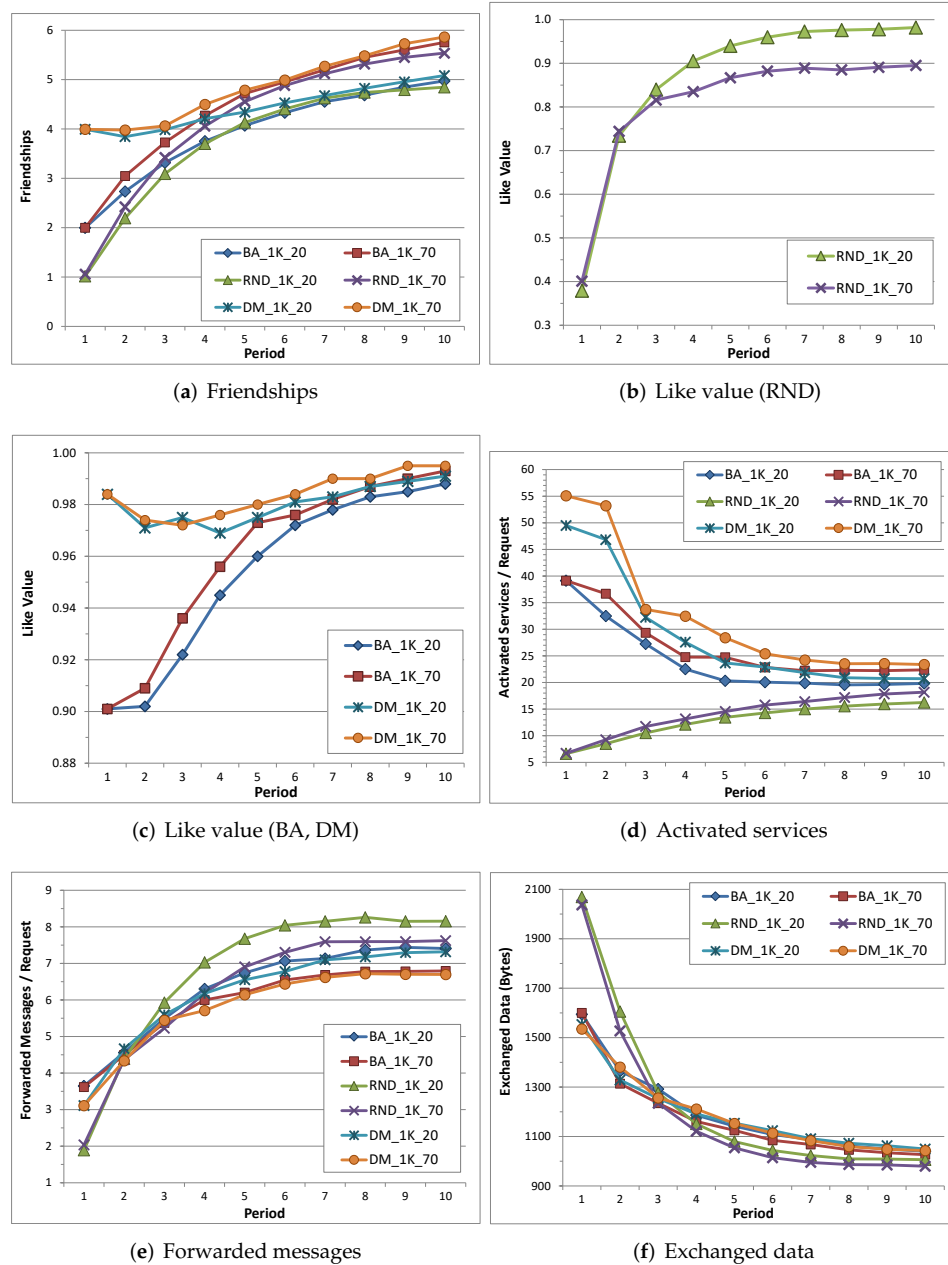 6
5
4
3
2
1
0
Friendships
BA_1K_20 BA_1K_70
RND_1K_20 RND_1K_70
DM_1K_20 DM_1K_70
1 2 3 4 5 6 7 8 9 10
Period
(a) Friendships
1.0
0.9
0.8
0.7
0.6
0.5
0.4
0.3
Like Value
RND_1K_20
RND_1K_70
1 2 3 4 5 6 7 8 9 10
Period
(b) Like value (RND)
1.00
0.98
0.96
0.94
0.92
0.90
0.88
Like Value
BA_1K_20
BA_1K_70
DM_1K_20
DM_1K_70
1 2 3 4 5 6 7 8 9 10
Period
(c) Like value (BA, DM)
60
55
50
45
40
35
30
25
20
15
10
5
Activated Services / Request
BA_1K_20 BA_1K_70
RND_1K_20 RND_1K_70
DM_1K_20 DM_1K_70
1 2 3 4 5 6 7 8 9 10
Period
(d) Activated services
9
8
7
6
5
4
3
2
1
Forwarded Messages / Request
BA_1K_20
BA_1K_70
RND_1K_20
RND_1K_70
DM_1K_20
DM_1K_70
1 2 3 4 5 6 7 8 9 10
Period
(e) Forwarded messages
2100
1900
1700
1500
1300
1100
900
Exchanged Data (Bytes)
BA_1K_20 BA_1K_70
RND_1K_20 RND_1K_70
DM_1K_20 DM_1K_70
1 2 3 4 5 6 7 8 9 10
Period
(f) Exchanged data